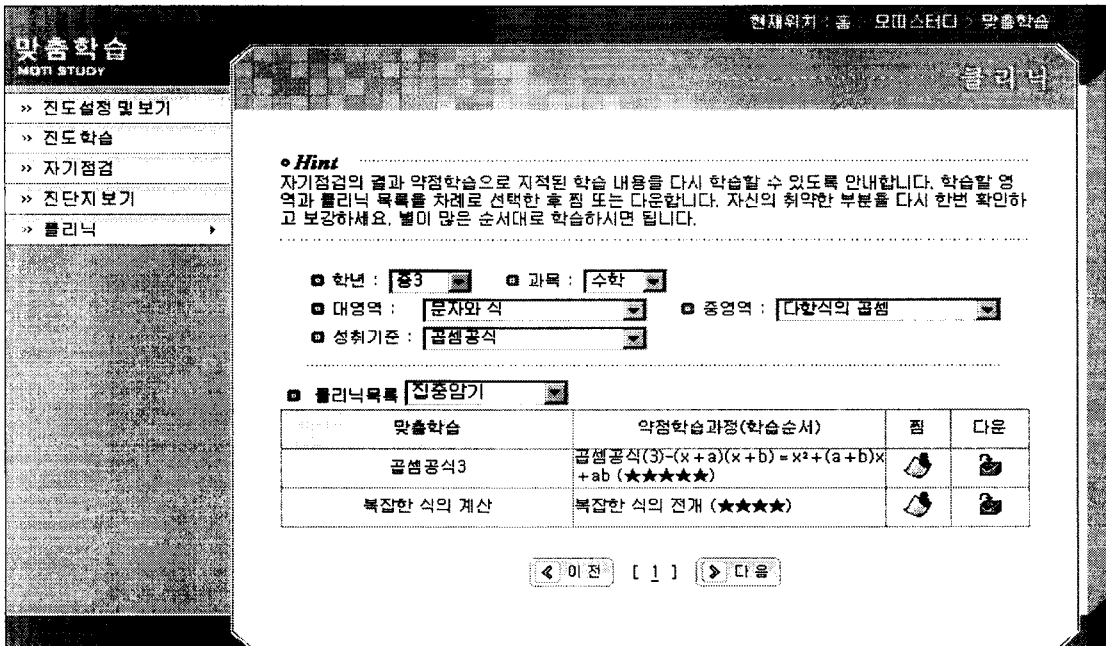 현재위치 : 홈 > 모띠스터디 > 맞춤학습
맞춤학습
MOTI STUDY
클리닉
» 진도설정 및 보기
» 진도학습
» 자기점검
» 진단지보기
» 클리닉
Hint
자기점검의 결과 약점학습으로 지적된 학습 내용을 다시 학습할 수 있도록 안내합니다. 학습할 영
역과 클리닉 목록을 차례로 선택한 후 찜 또는 다운합니다. 자신의 취약한 부분을 다시 한번 확인하
고 보강하세요. 별이 많은 순서대로 학습하시면 됩니다.
학년 : 중3 과목 : 수학
대영역 : 문자와 식 중영역 : 다항식의 곱셈
성취기준 : 곱셈공식
클리닉목록 집중암기
맞춤학습 약점학습과정(학습순서) 찜 다운
곱셈공식3 곱셈공식(3)-(x+a)(x+b)=x²+(a+b)x
+ab (★★★★★)
복잡한 식의 계산 복잡한 식의 전개 (★★★★)
이전 [ 1 ] 다음